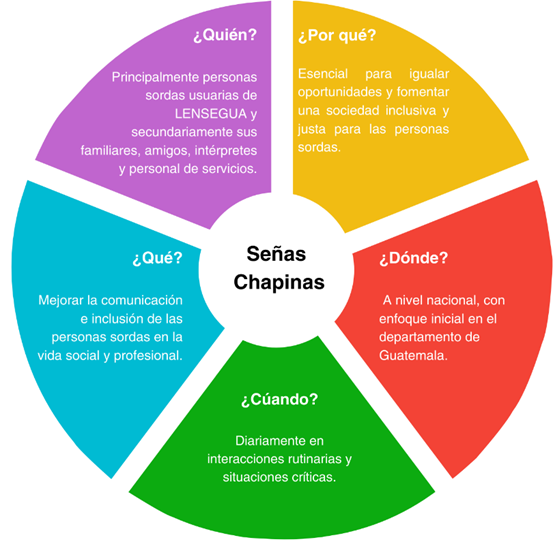 ¿Quién?
Principalmente personas
sordas usuarias de
LENSEGUA y
secundariamente sus
familiares, amigos, intérpretes
y personal de servicios.
¿Por qué?
Esencial para igualar
oportunidades y fomentar
una sociedad inclusiva y
justa para las personas
sordas.
¿Qué?
Mejorar la comunicación
e inclusión de las
personas sordas en la
vida social y profesional.
Señas
Chapinas
¿Dónde?
A nivel nacional, con
enfoque inicial en el
departamento de
Guatemala.
¿Cúando?
Diariamente en
interacciones rutinarias y
situaciones críticas.